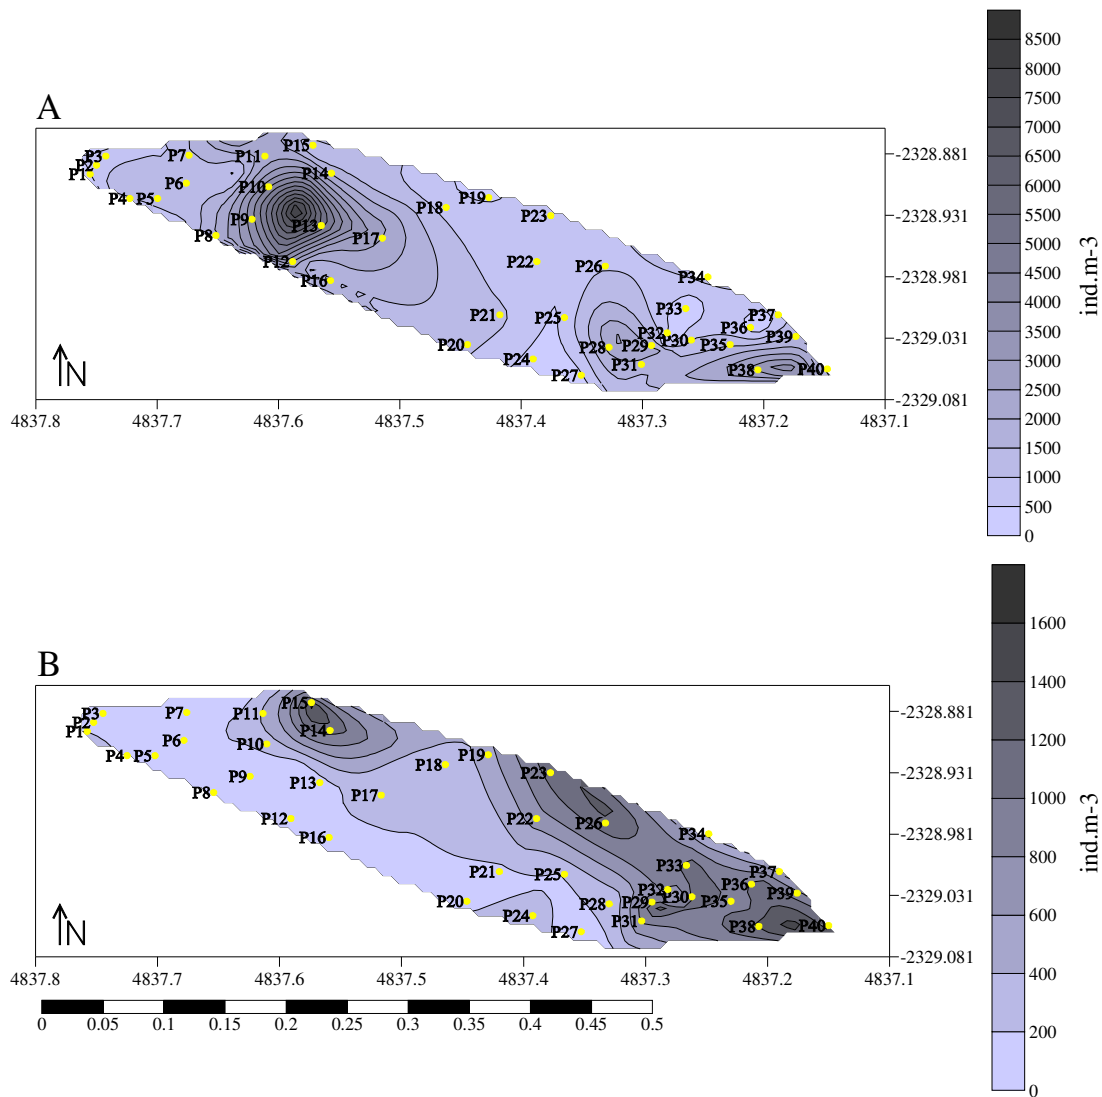 A
8500
8000
7500
7000
6500
6000
5500
5000
4500
4000
3500
3000
2500
2000
1500
1000
500
0
ind.m-3
-2328.881
-2328.931
-2328.981
-2329.031
-2329.081
P15
P3 P7 P11
P2
P1 P6 P10 P14
P4 P5 P19
P9 P13 P18 P23
P8 P17
P12 P22 P26
P16 P34
P21 P25 P33 P37
P32 P36
P20 P28 P29 P30 P35 P39
P24 P31
P27 P38 P40
N
4837.8 4837.7 4837.6 4837.5 4837.4 4837.3 4837.2 4837.1
B
1600
1400
1200
1000
800
600
400
200
0
ind.m-3
-2328.881
-2328.931
-2328.981
-2329.031
-2329.081
P15
P3 P7 P11
P2
P1 P6 P10 P14
P4 P5 P19
P9 P13 P18 P23
P8 P17
P12 P22 P26
P16 P34
P21 P25 P33 P37
P32 P36
P20 P28 P29 P30 P35 P39
P24 P31
P27 P38 P40
N
4837.8 4837.7 4837.6 4837.5 4837.4 4837.3 4837.2 4837.1
0 0.05 0.1 0.15 0.2 0.25 0.3 0.35 0.4 0.45 0.5